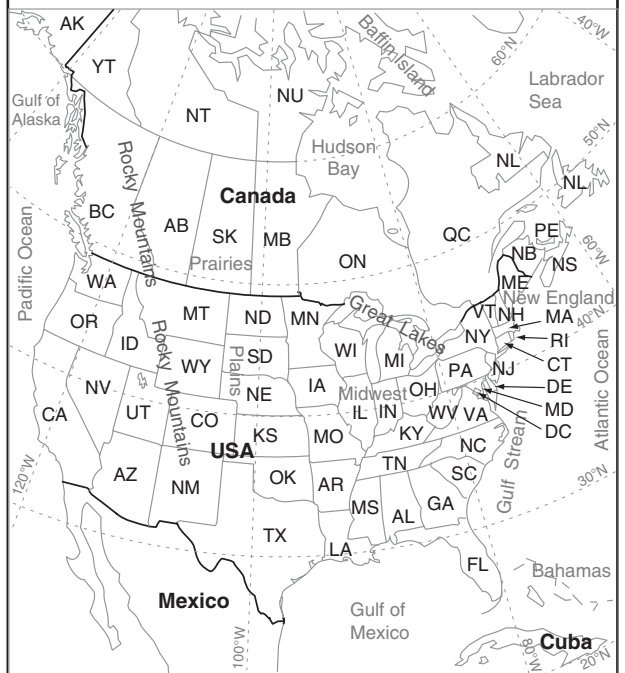 AK
40°W
60°N
YT
Baffin Island
Labrador
Sea
NU
Gulf of
Alaska
NT
50°N
Hudson
Bay
NL
NL
Rocky Mountains
Canada
BC
AB
SK
MB
QC
PE
Padific Ocean
ON
NB
NS
60°W
Prairies
ME
WA
New England
MT
ND
MN
Great Lakes
VT
NH
MA
40°N
OR
ID
NY
RI
WI
MI
Rocky Mountains
WY
SD
Plains
PA
NJ
CT
Atlantic Ocean
NV
NE
IA
Midwest
OH
DE
CA
UT
CO
IL
IN
WV
VA
MD
KS
MO
KY
DC
USA
NC
TN
Gulf Stream
120°W
AZ
NM
OK
AR
SC
30°N
MS
AL
GA
TX
LA
FL
Bahamas
Mexico
Gulf of
Mexico
100°W
Cuba
80°W
20°N